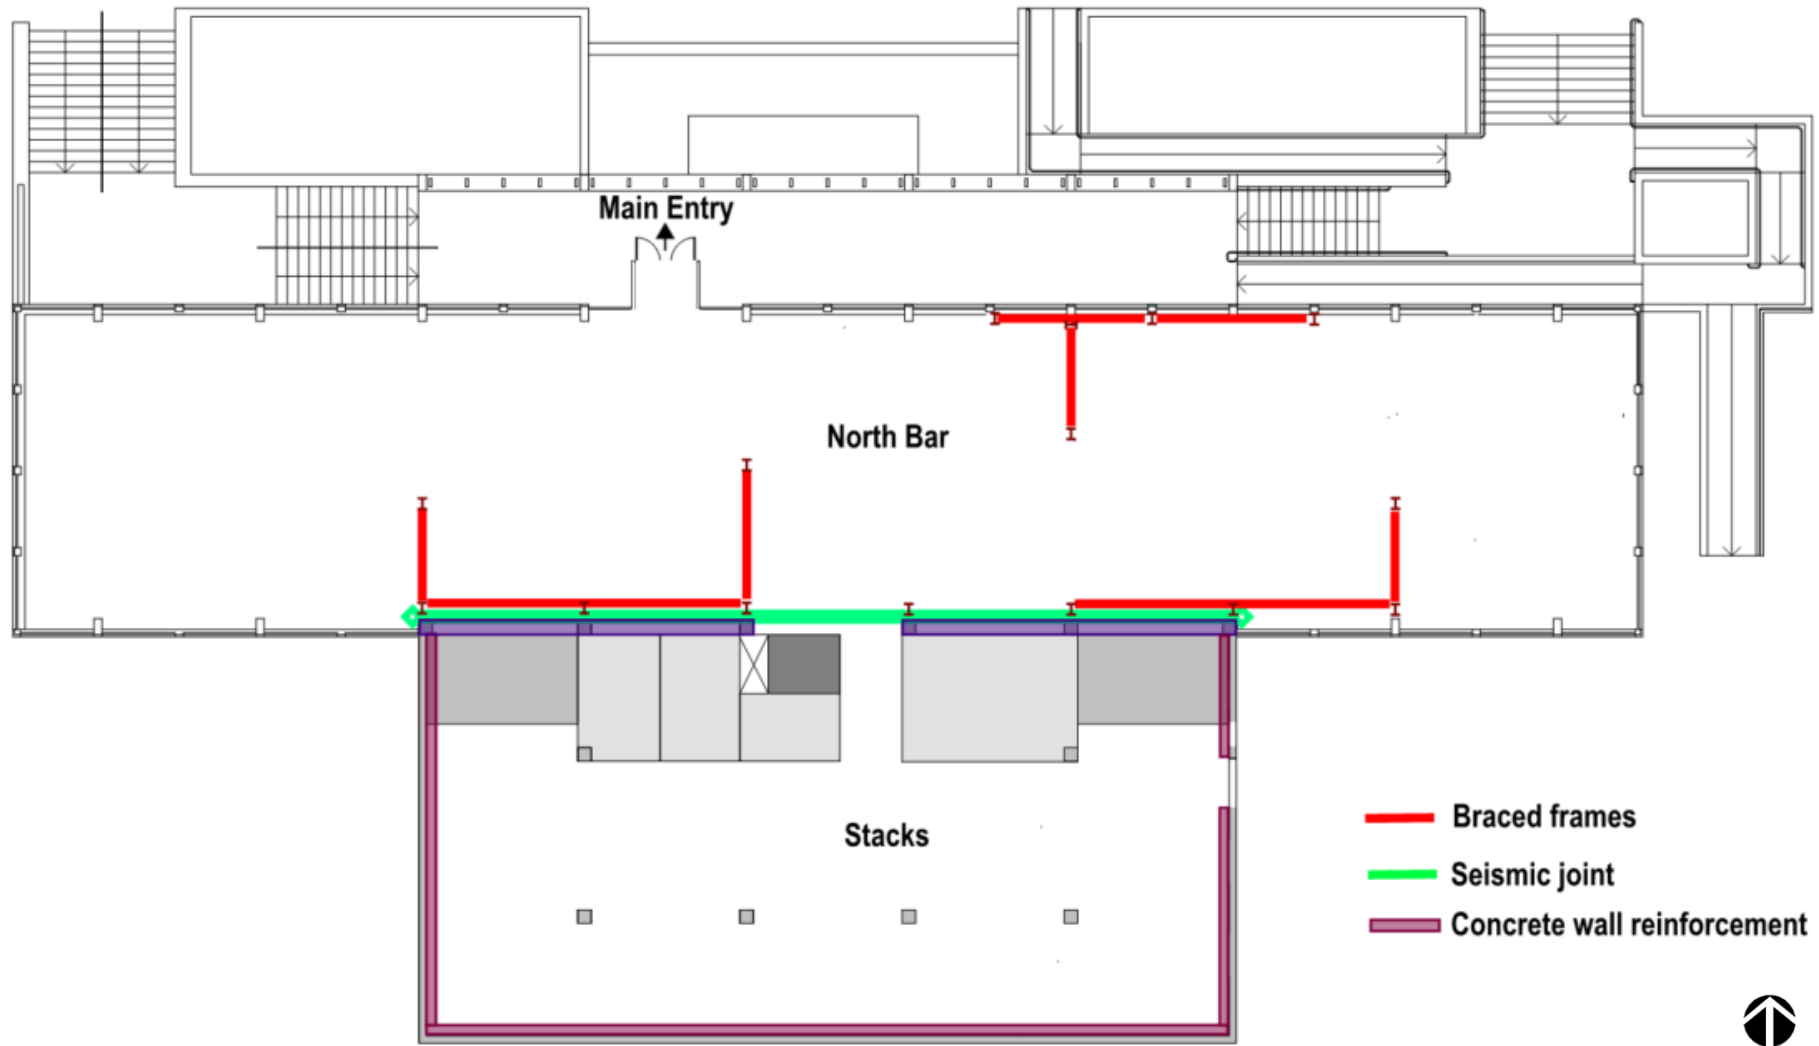 Main Entry
North Bar
Stacks
Braced frames
Seismic joint
Concrete wall reinforcement